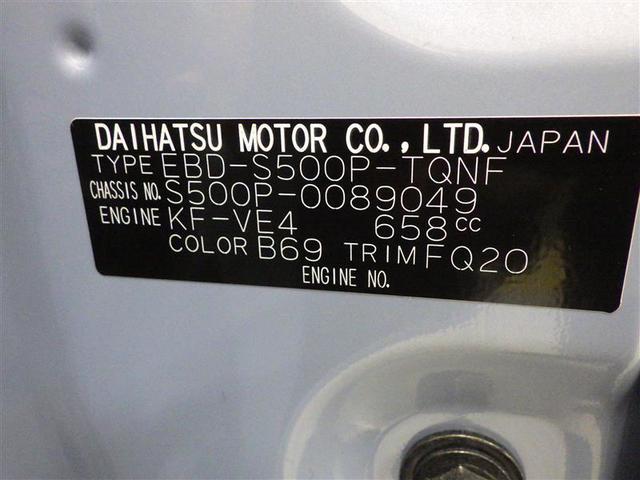 DAIHATSU MOTOR CO., LTD. JAPAN
TYPE EBD-S500P-TQNF
CHASSIS NO. S500P-0089049
ENGINE KF-VE4 658cc
COLOR B69 TRIM FQ20
ENGINE NO.